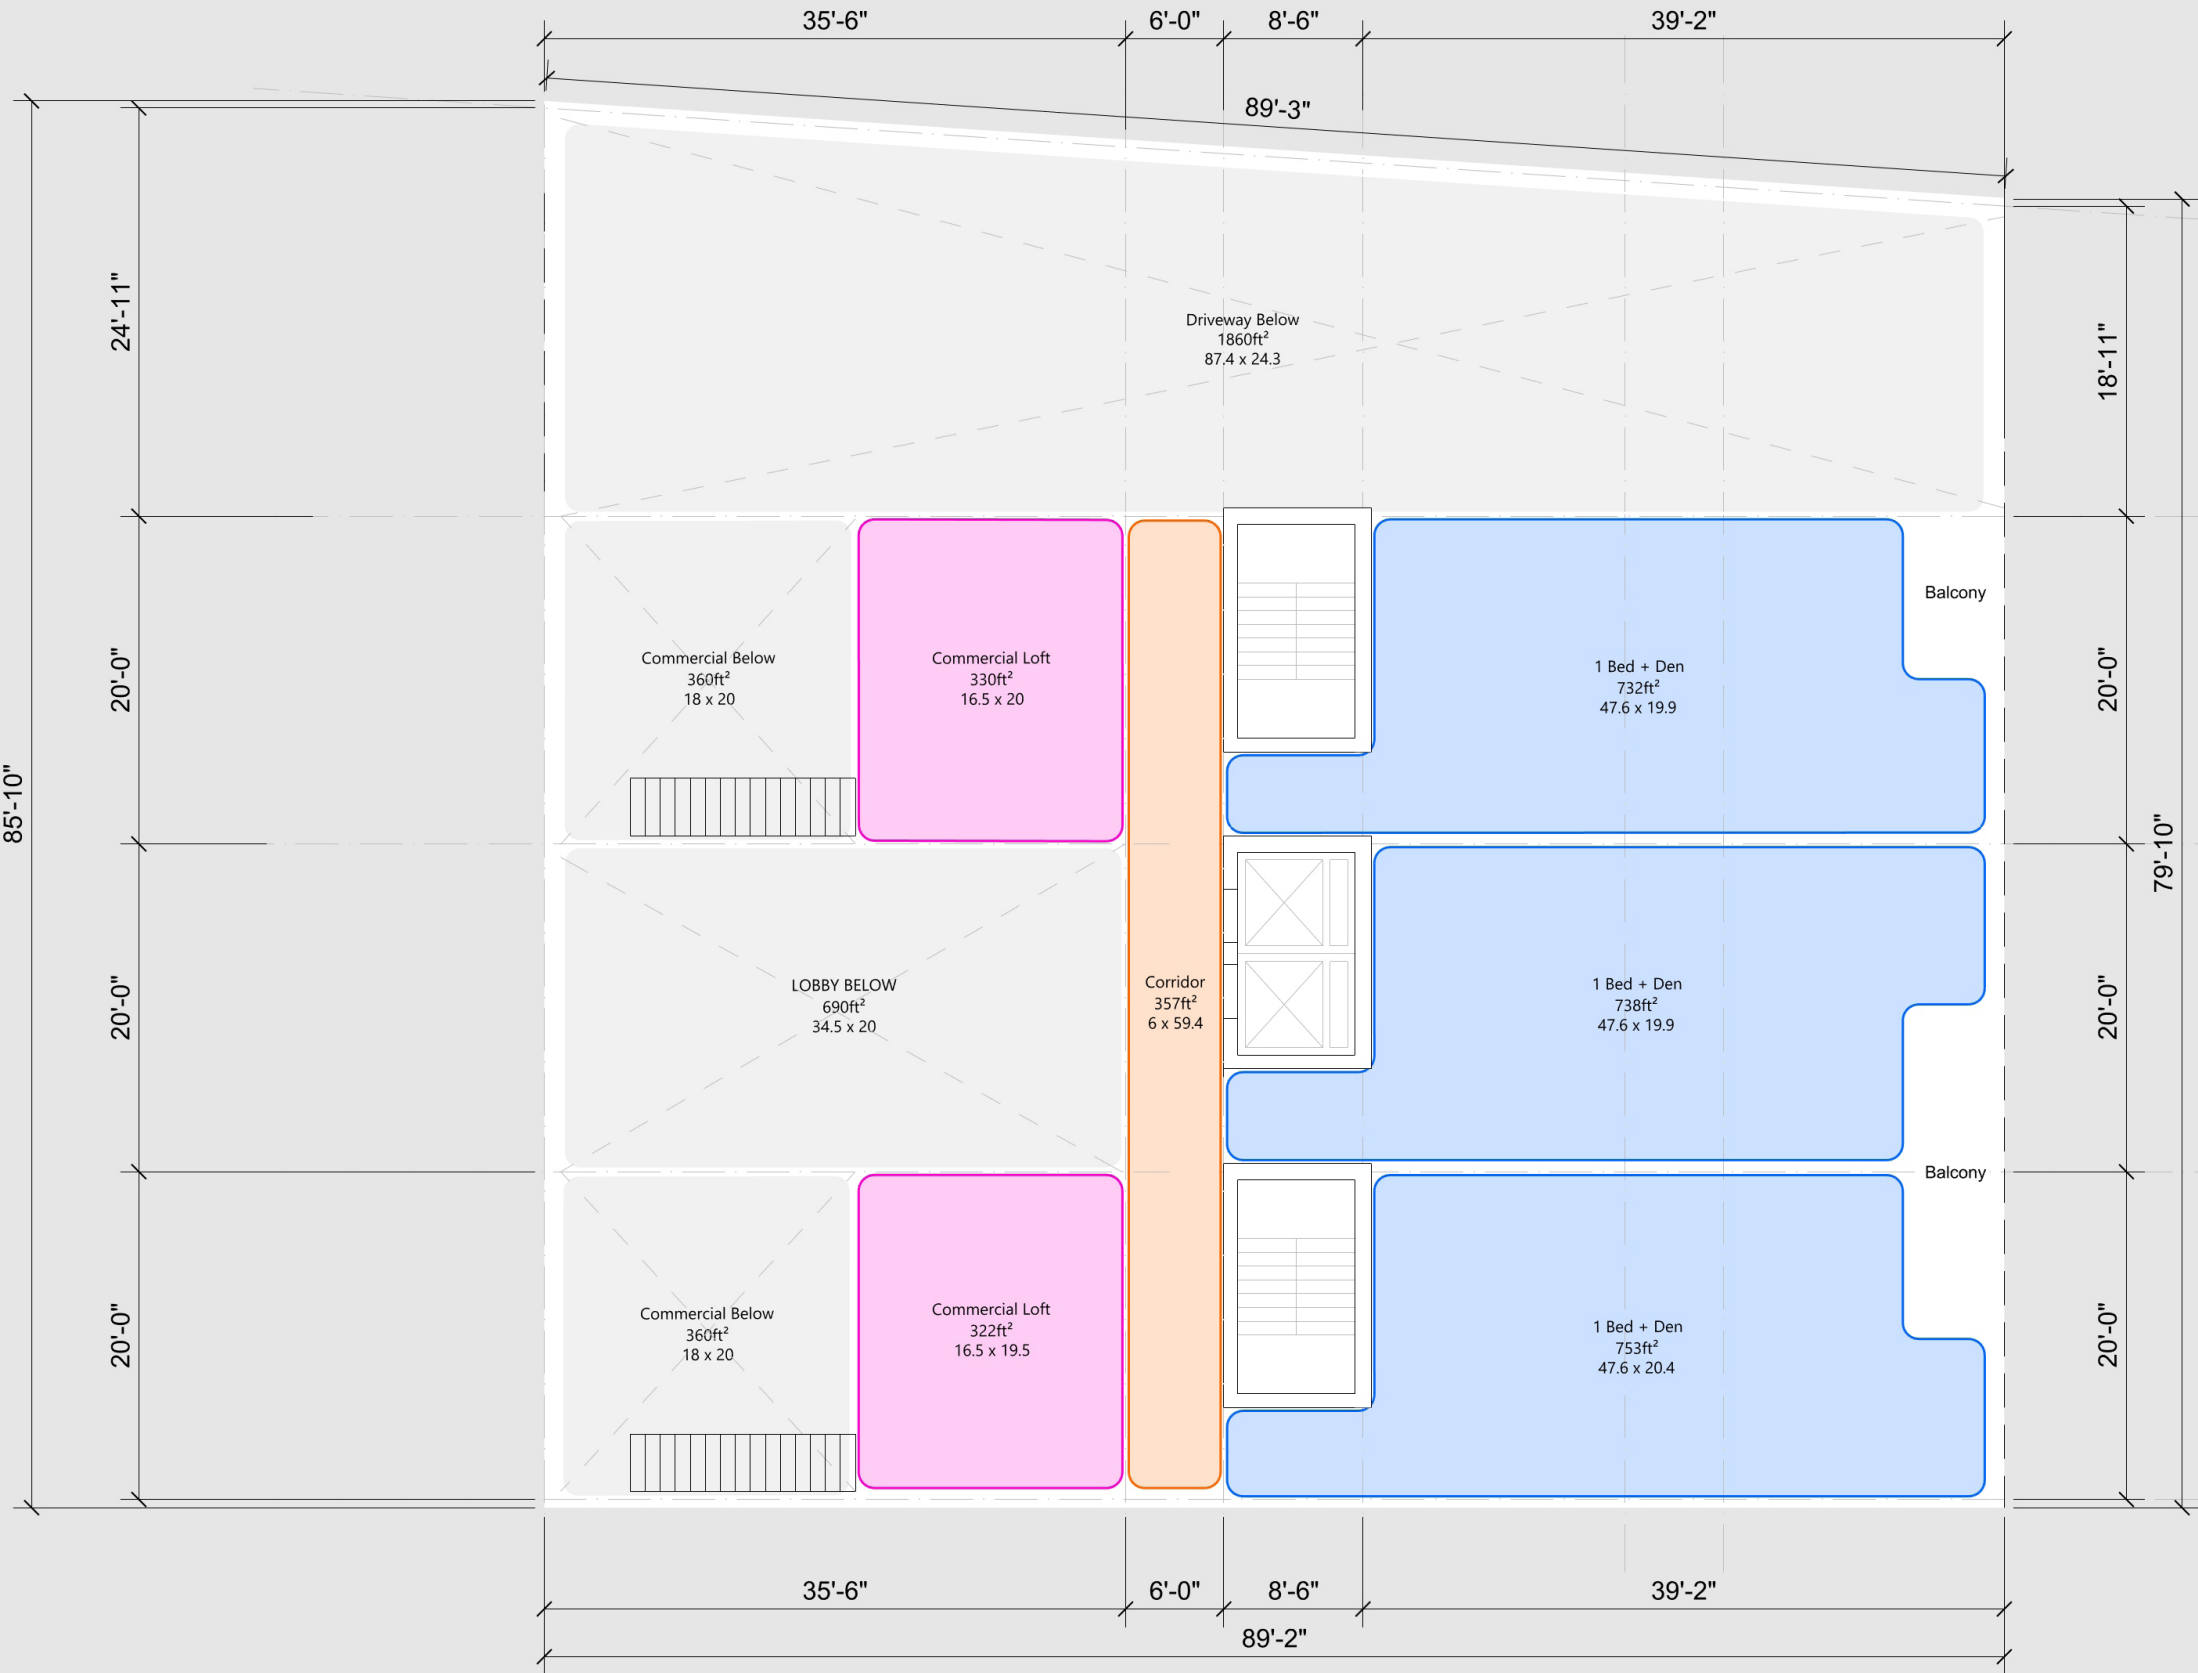 35'-6"
6'-0"
8'-6"
39'-2"
89'-3"
24'-11"
20'-0"
20'-0"
20'-0"
85'-10"
Driveway Below
1860ft²
87.4 x 24.3
Commercial Below
360ft²
18 x 20
Commercial Loft
330ft²
16.5 x 20
1 Bed + Den
732ft²
47.6 x 19.9
Balcony
LOBBY BELOW
690ft²
34.5 x 20
Corridor
357ft²
6 x 59.4
1 Bed + Den
738ft²
47.6 x 19.9
Balcony
Commercial Below
360ft²
18 x 20
Commercial Loft
322ft²
16.5 x 19.5
1 Bed + Den
753ft²
47.6 x 20.4
18'-11"
20'-0"
20'-0"
20'-0"
79'-10"
35'-6"
6'-0"
8'-6"
39'-2"
89'-2"